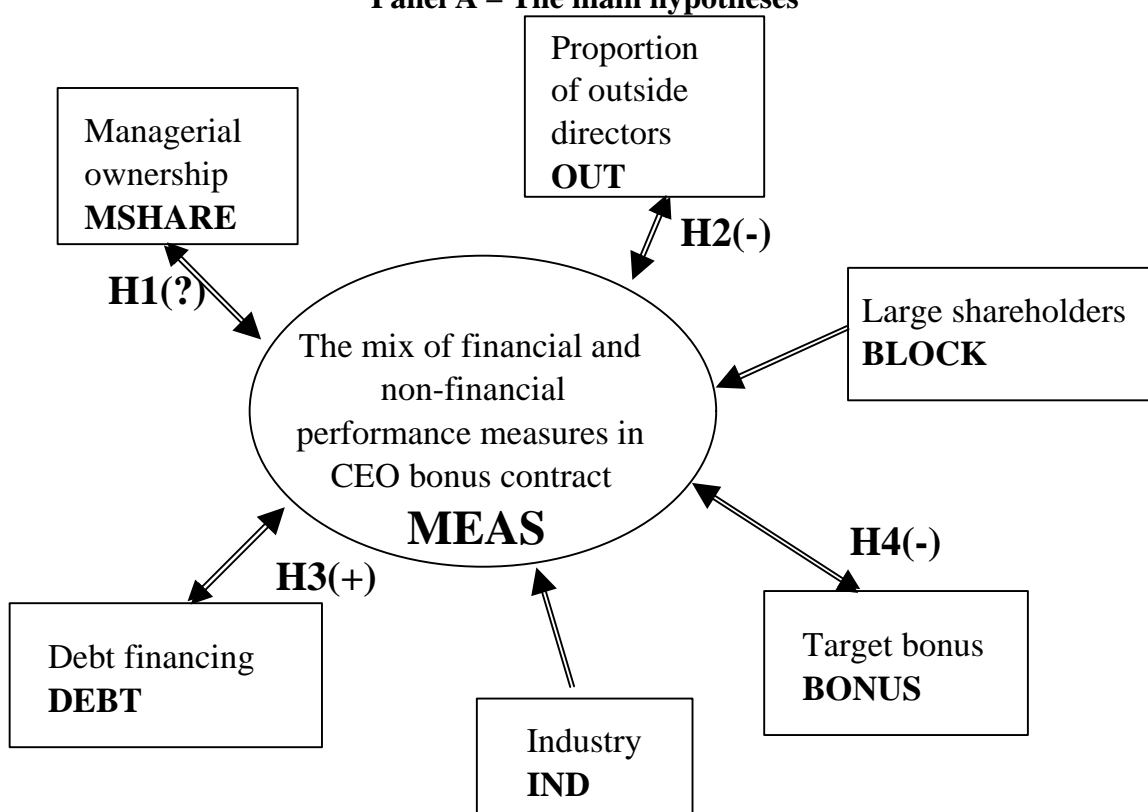 Panel A – The main hypotheses
Proportion
of outside
directors
OUT
Managerial
ownership
MSHARE
H2(-)
H1(?)
Large shareholders
BLOCK
The mix of financial and
non-financial
performance measures in
CEO bonus contract
MEAS
H4(-)
H3(+)
Debt financing
DEBT
Target bonus
BONUS
Industry
IND